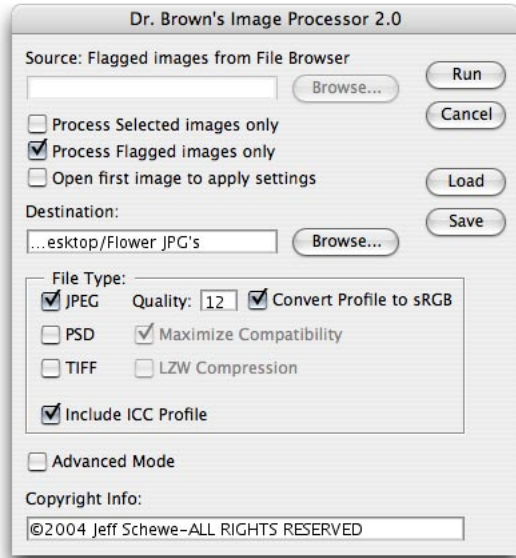 Dr. Brown's Image Processor 2.0
Source: Flagged images from File Browser
Browse...
Run
Cancel
Process Selected images only
Process Flagged images only
Open first image to apply settings
Load
Save
Destination:
...esktop/Flower JPG's
Browse...
File Type:
JPEG Quality: 12 Convert Profile to sRGB
PSD Maximize Compatibility
TIFF LZW Compression
Include ICC Profile
Advanced Mode
Copyright Info:
©2004 Jeff Schewe-ALL RIGHTS RESERVED